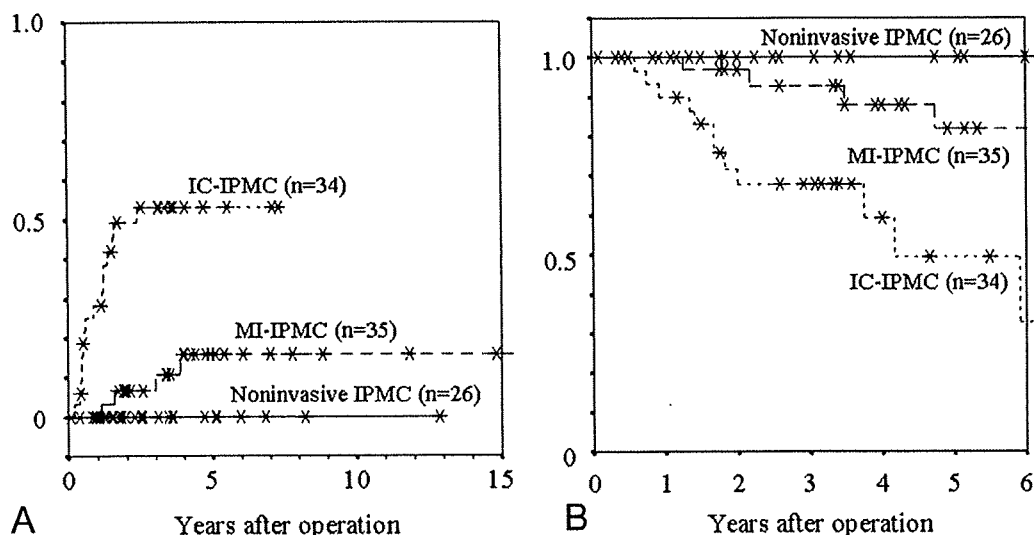 1.0
IC-IPMC (n=34)
0.5
MI-IPMC (n=35)
Noninvasive IPMC (n=26)
0
0
5
10
15
A
Years after operation
Noninvasive IPMC (n=26)
1.0
MI-IPMC (n=35)
0.5
IC-IPMC (n=34)
0
0
1
2
3
4
5
6
B
Years after operation